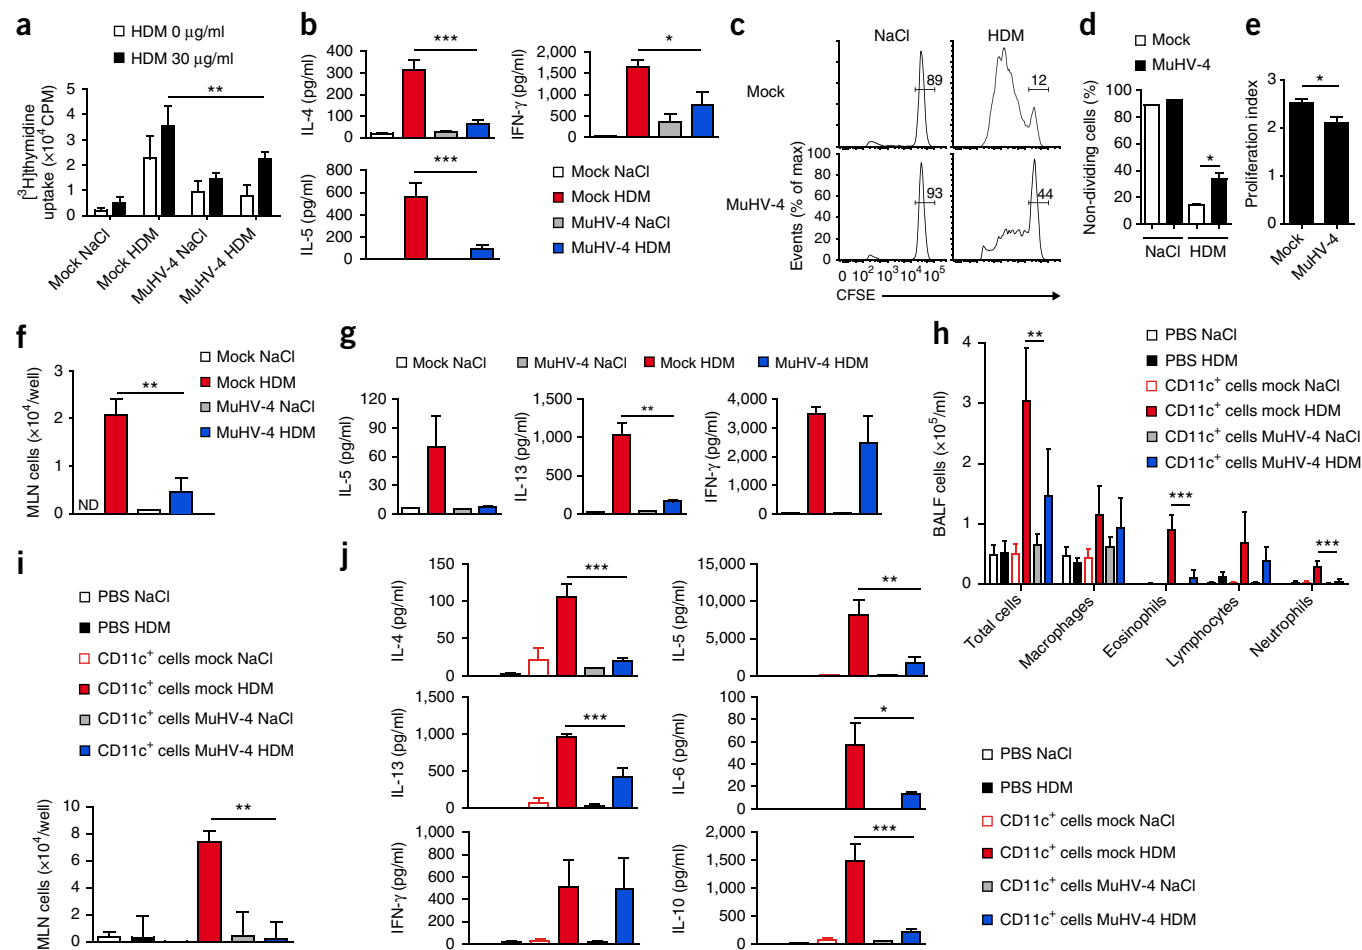 a
HDM 0 μg/ml
HDM 30 μg/ml
[³H]thymidine
uptake (×10⁴ CPM)
5
4
3
2
1
0
**
Mock NaCl
Mock HDM
MuHV-4 NaCl
MuHV-4 HDM
b
IL-4 (pg/ml)
400
300
200
100
0
***
IFN-γ (pg/ml)
2,000
1,500
1,000
500
0
*
IL-5 (pg/ml)
800
600
400
200
0
***
Mock NaCl
Mock HDM
MuHV-4 NaCl
MuHV-4 HDM
c
NaCl
HDM
Mock
MuHV-4
89
12
93
44
Events (% of max)
100
80
60
40
20
0
0 10² 10³ 10⁴ 10⁵
CFSE
d
Mock
MuHV-4
Non-dividing cells (%)
100
80
60
40
20
0
*
NaCl
HDM
e
Proliferation index
3
2
1
0
*
Mock
MuHV-4
f
MLN cells (×10⁴/well)
3
2
1
0
ND
**
Mock NaCl
Mock HDM
MuHV-4 NaCl
MuHV-4 HDM
g
Mock NaCl
MuHV-4 NaCl
Mock HDM
MuHV-4 HDM
IL-5 (pg/ml)
120
90
60
30
0
IL-13 (pg/ml)
1,500
1,000
500
0
**
IFN-γ (pg/ml)
4,000
3,000
2,000
1,000
0
h
BALF cells (×10⁵/ml)
4
3
2
1
0
**
***
***
Total cells
Macrophages
Eosinophils
Lymphocytes
Neutrophils
PBS NaCl
PBS HDM
CD11c⁺ cells mock NaCl
CD11c⁺ cells mock HDM
CD11c⁺ cells MuHV-4 NaCl
CD11c⁺ cells MuHV-4 HDM
i
PBS NaCl
PBS HDM
CD11c⁺ cells mock NaCl
CD11c⁺ cells mock HDM
CD11c⁺ cells MuHV-4 NaCl
CD11c⁺ cells MuHV-4 HDM
MLN cells (×10⁴/well)
10
8
6
4
2
0
**
j
IL-4 (pg/ml)
150
100
50
0
***
IL-5 (pg/ml)
15,000
10,000
5,000
0
**
IL-13 (pg/ml)
1,500
1,000
500
0
***
IL-6 (pg/ml)
100
80
60
40
20
0
*
IFN-γ (pg/ml)
1,000
800
600
400
200
0
IL-10 (pg/ml)
2,000
1,500
1,000
500
0
***
PBS NaCl
PBS HDM
CD11c⁺ cells mock NaCl
CD11c⁺ cells mock HDM
CD11c⁺ cells MuHV-4 NaCl
CD11c⁺ cells MuHV-4 HDM